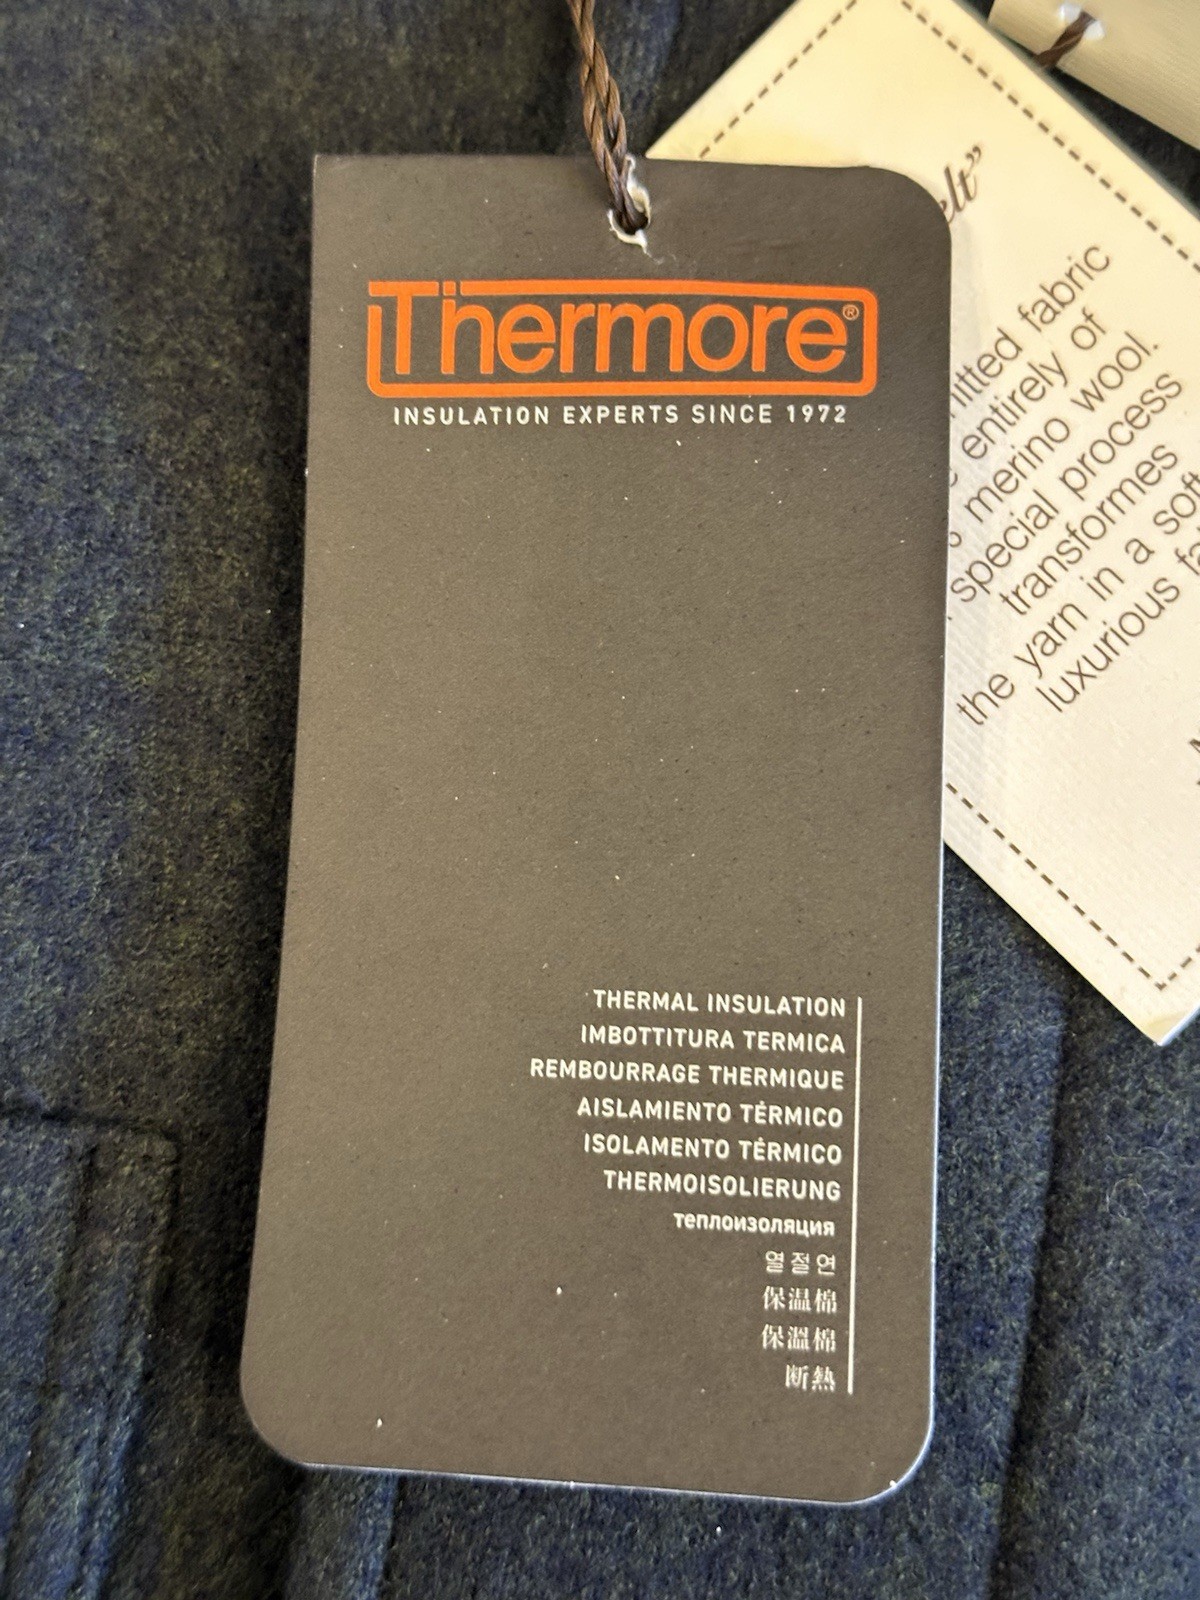 Thermore®
INSULATION EXPERTS SINCE 1972
THERMAL INSULATION
IMBOTTITURA TERMICA
REMBOURRAGE THERMIQUE
AISLAMIENTO TÉRMICO
ISOLAMENTO TÉRMICO
THERMOISOLIERUNG
теплоизоляция
열절연
保温棉
保溫棉
断熱
fabric
entirely of
merino wool.
special process
transformes
the yarn in a soft
luxurious